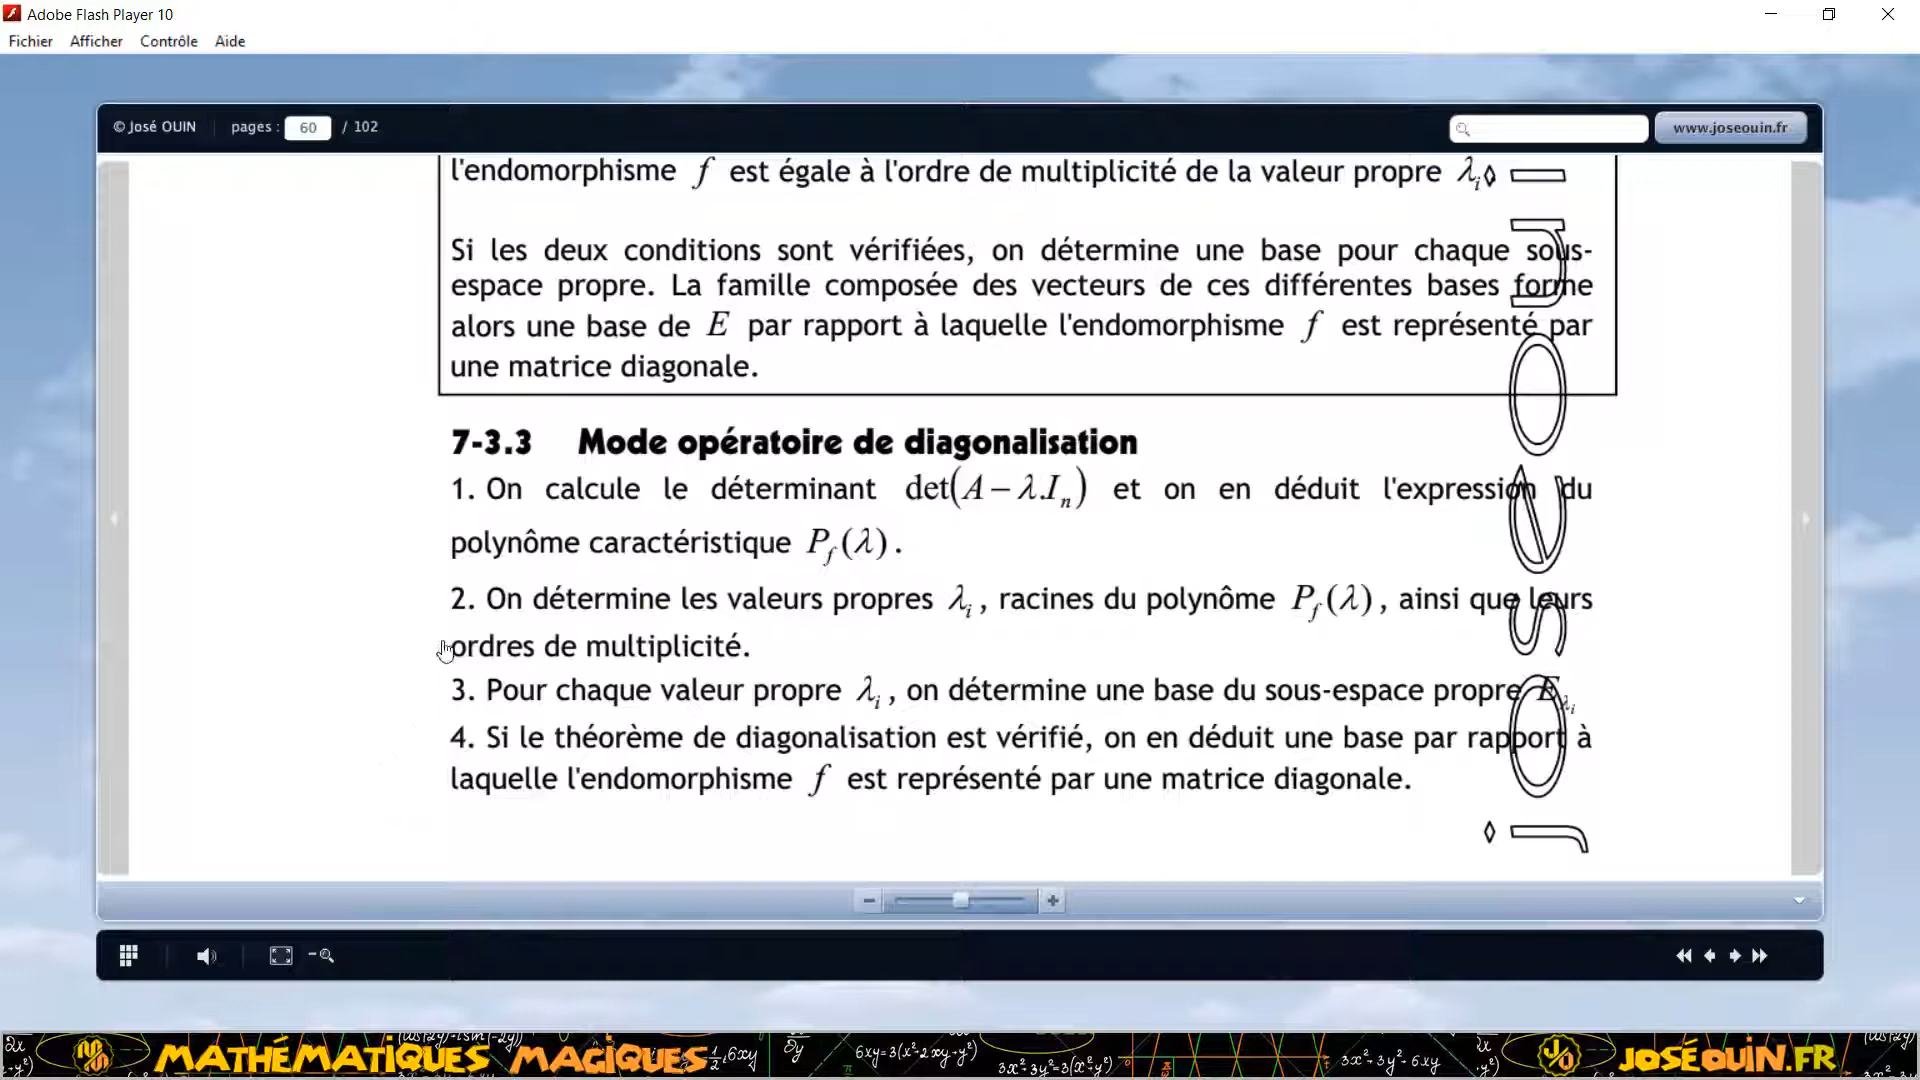 Adobe Flash Player 10
Fichier Afficher Contrôle Aide
© José OUIN pages : 60 / 102 www.joseouin.fr
l'endomorphisme f est égale à l'ordre de multiplicité de la valeur propre λi
Si les deux conditions sont vérifiées, on détermine une base pour chaque sous-
espace propre. La famille composée des vecteurs de ces différentes bases forme
alors une base de E par rapport à laquelle l'endomorphisme f est représenté par
une matrice diagonale.
7-3.3 Mode opératoire de diagonalisation
1. On calcule le déterminant det(A − λ.In) et on en déduit l'expression du
polynôme caractéristique Pf(λ).
2. On détermine les valeurs propres λi, racines du polynôme Pf(λ), ainsi que leurs
ordres de multiplicité.
3. Pour chaque valeur propre λi, on détermine une base du sous-espace propre Eλi
4. Si le théorème de diagonalisation est vérifié, on en déduit une base par rapport à
laquelle l'endomorphisme f est représenté par une matrice diagonale.
MATHÉMATIQUES MAGIQUES JOSÉOUIN.FR